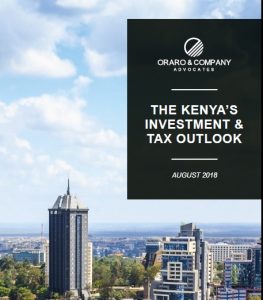 ORARO & COMPANY
ADVOCATES
THE KENYA'S
INVESTMENT &
TAX OUTLOOK
AUGUST 2018